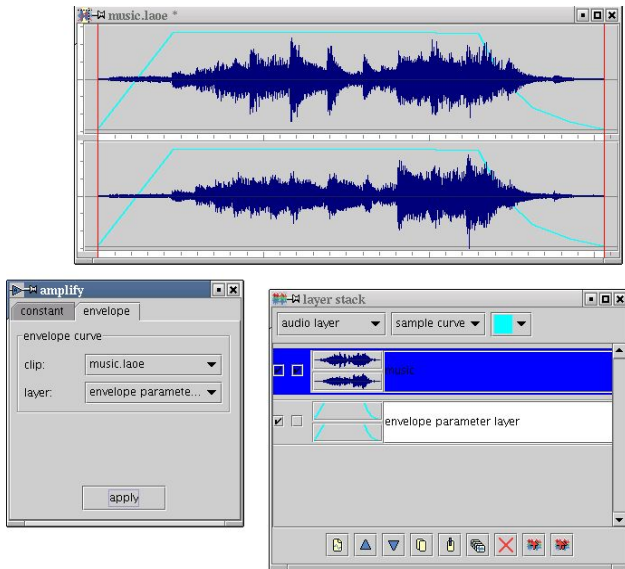 music.laoe *
amplify
constant envelope
envelope curve
clip: music.laoe
layer: envelope paramete...
apply
layer stack
audio layer sample curve
music
envelope parameter layer